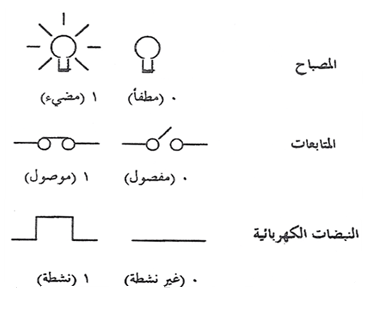 المصباح
٠ (مطفأ) ١ (مضيء)
المتابعات
٠ (مفصول) ١ (موصول)
النبضات الكهربائية
٠ (غير نشطة) ١ (نشطة)